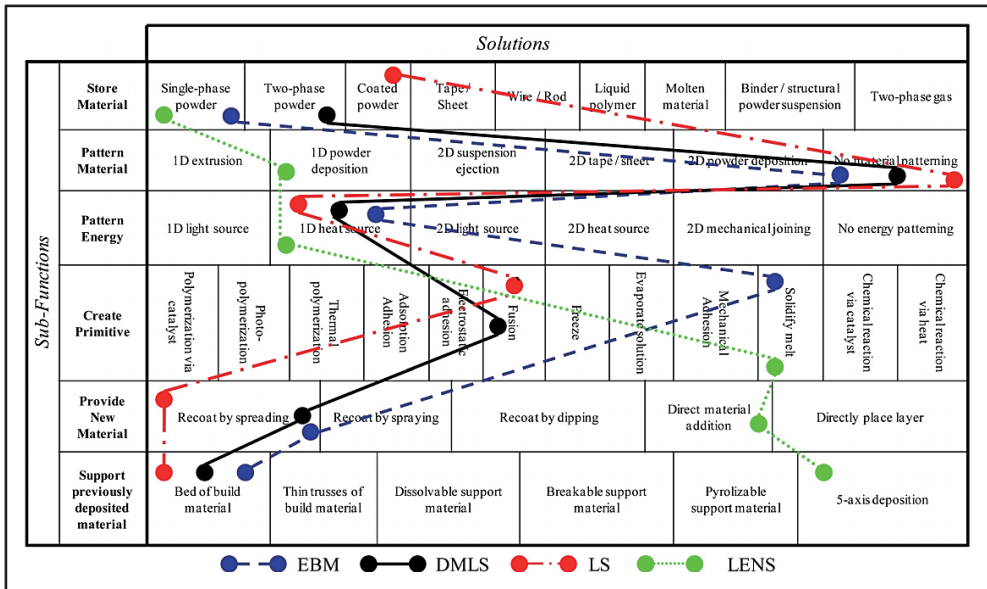 Solutions
Sub-Functions
Store
Material
Single-phase
powder
Two-phase
powder
Coated
powder
Tape /
Sheet
Wire / Rod
Liquid
polymer
Molten
material
Binder / structural
powder suspension
Two-phase gas
Pattern
Material
1D extrusion
1D powder
deposition
2D suspension
ejection
2D tape / sheet
2D powder deposition
No material patterning
Pattern
Energy
1D light source
1D heat source
2D light source
2D heat source
2D mechanical joining
No energy patterning
Create
Primitive
Polymerization via
catalyst
Photo-
polymerization
Thermal
polymerization
Adsorption
Adhesion
Electrostatic
adhesion
Fusion
Freeze
Evaporate solution
Mechanical
Adhesion
Solidify melt
Chemical reaction
via catalyst
Chemical reaction
via heat
Provide
New
Material
Recoat by spreading
Recoat by spraying
Recoat by dipping
Direct material
addition
Directly place layer
Support
previously
deposited
material
Bed of build
material
Thin trusses of
build material
Dissolvable support
material
Breakable support
material
Pyrolizable
support material
5-axis deposition
EBM
DMLS
LS
LENS